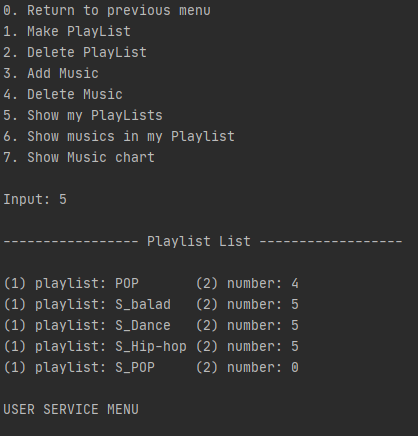 0. Return to previous menu
1. Make PlayList
2. Delete PlayList
3. Add Music
4. Delete Music
5. Show my PlayLists
6. Show musics in my Playlist
7. Show Music chart
Input: 5
----------------- Playlist List ------------------
(1) playlist: POP       (2) number: 4
(1) playlist: S_balad   (2) number: 5
(1) playlist: S_Dance   (2) number: 5
(1) playlist: S_Hip-hop (2) number: 5
(1) playlist: S_POP     (2) number: 0
USER SERVICE MENU